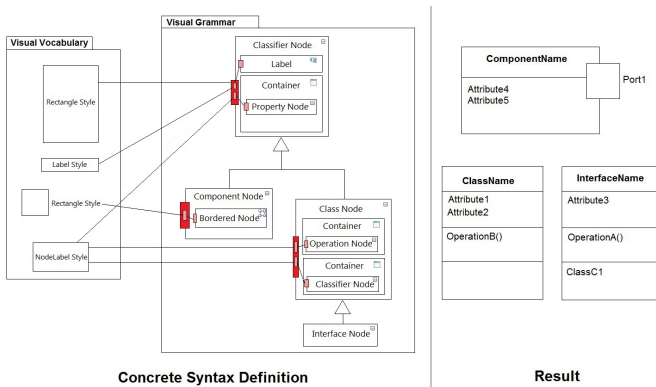 Visual Grammar
Visual Vocabulary
Classifier Node
Label
Container
Property Node
Rectangle Style
Label Style
Rectangle Style
NodeLabel Style
Component Node
Bordered Node
Class Node
Container
Operation Node
Container
Classifier Node
Interface Node
Concrete Syntax Definition
ComponentName
Attribute4
Attribute5
Port1
ClassName
Attribute1
Attribute2
OperationB()
InterfaceName
Attribute3
OperationA()
ClassC1
Result